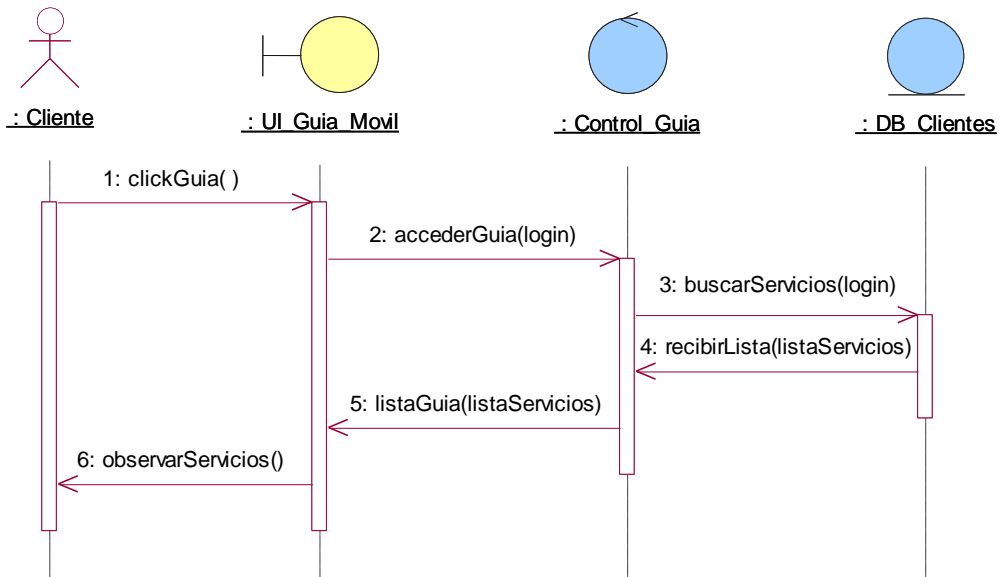 : Cliente
: UI_Guia_Movil
: Control_Guia
: DB_Clientes
1: clickGuia( )
2: accederGuia(login)
3: buscarServicios(login)
4: recibirLista(listaServicios)
5: listaGuia(listaServicios)
6: observarServicios()